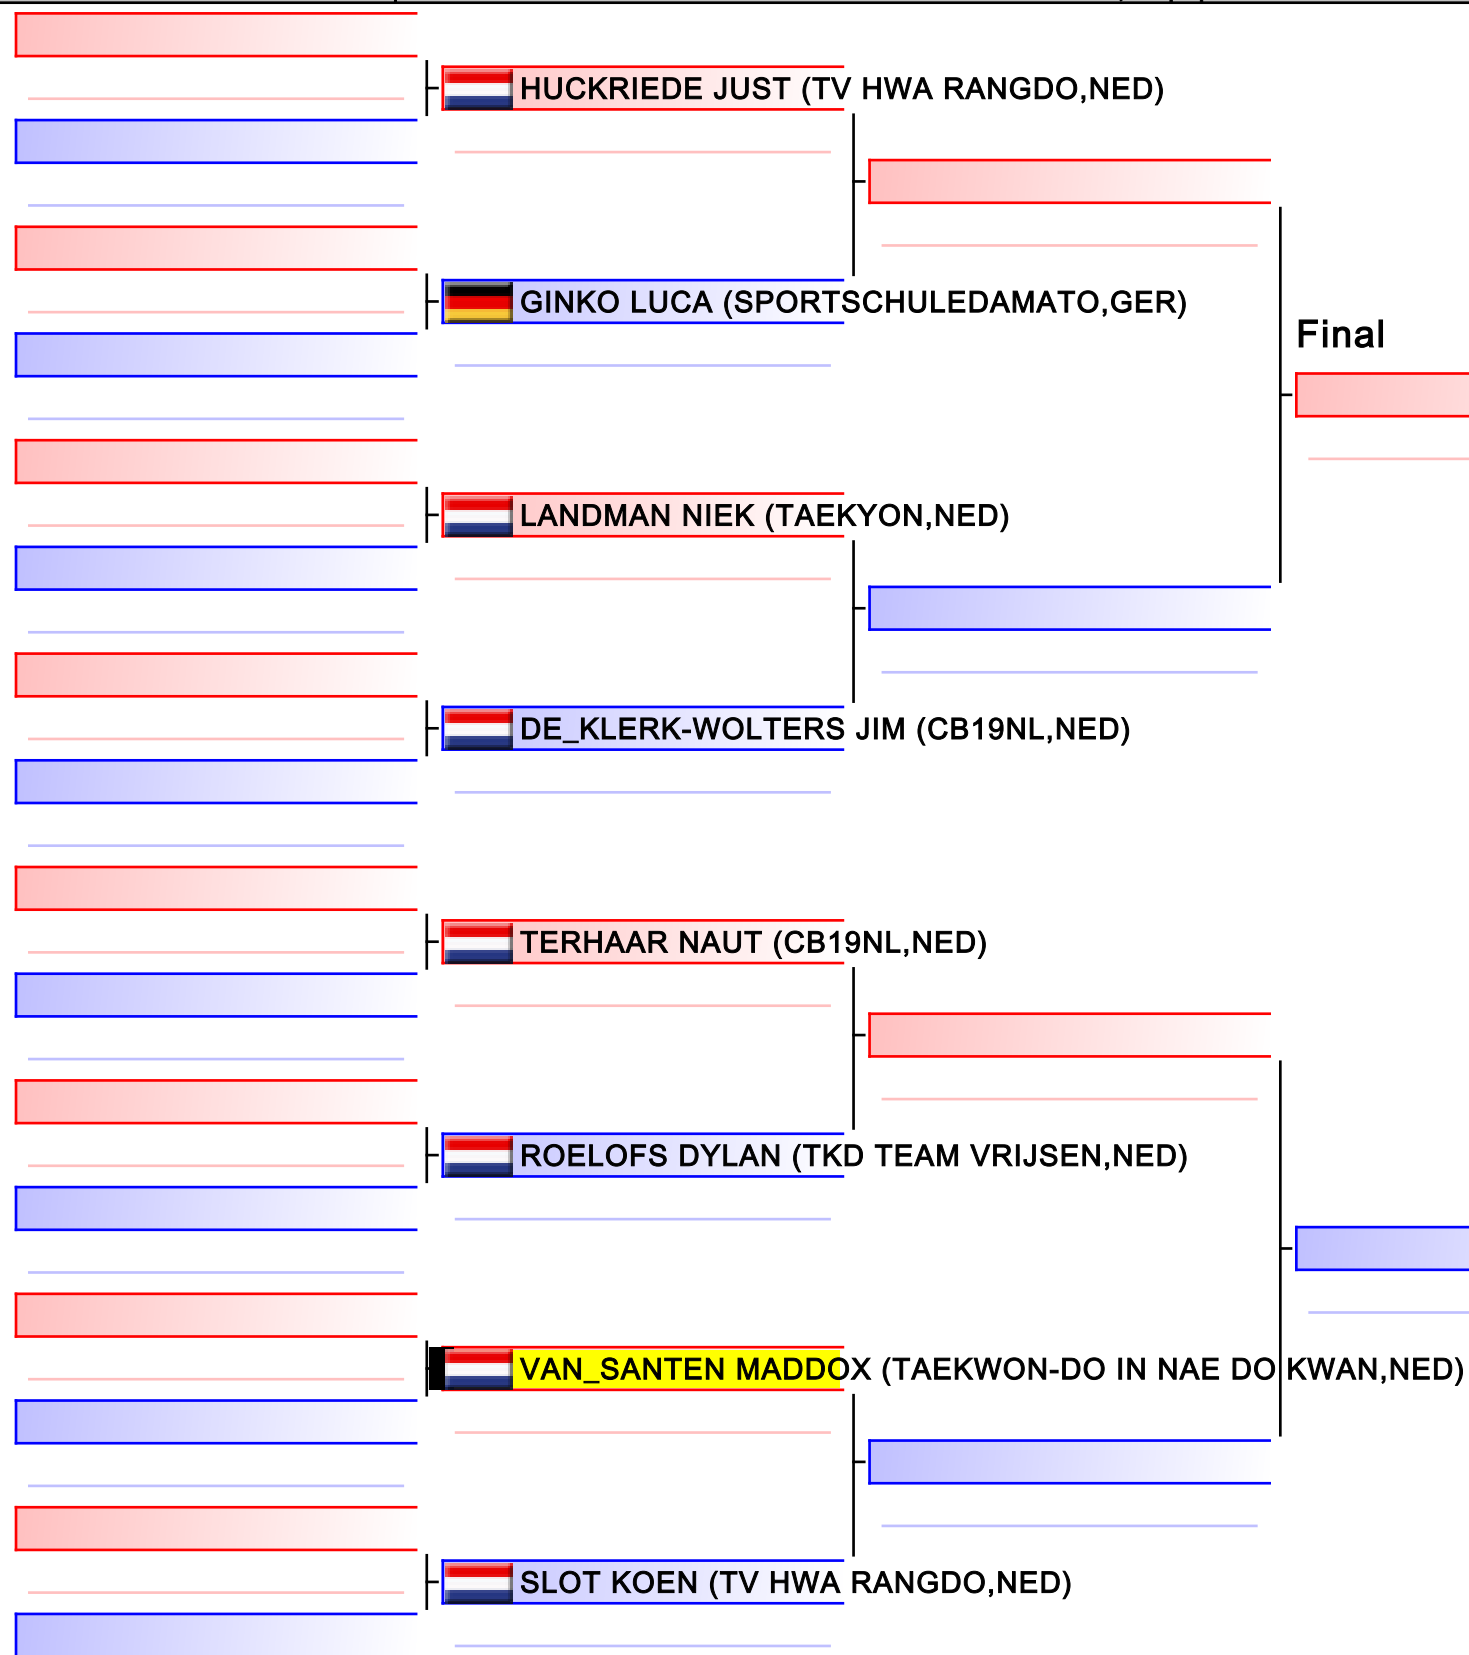 HUCKRIEDE JUST (TV HWA RANGDO,NED)
GINKO LUCA (SPORTSCHULEDAMATO,GER)
Final
LANDMAN NIEK (TAEKYON,NED)
DE_KLERK-WOLTERS JIM (CB19NL,NED)
TERHAAR NAUT (CB19NL,NED)
ROELOFS DYLAN (TKD TEAM VRIJSEN,NED)
VAN_SANTEN MADDOX (TAEKWON-DO IN NAE DO KWAN,NED)
SLOT KOEN (TV HWA RANGDO,NED)